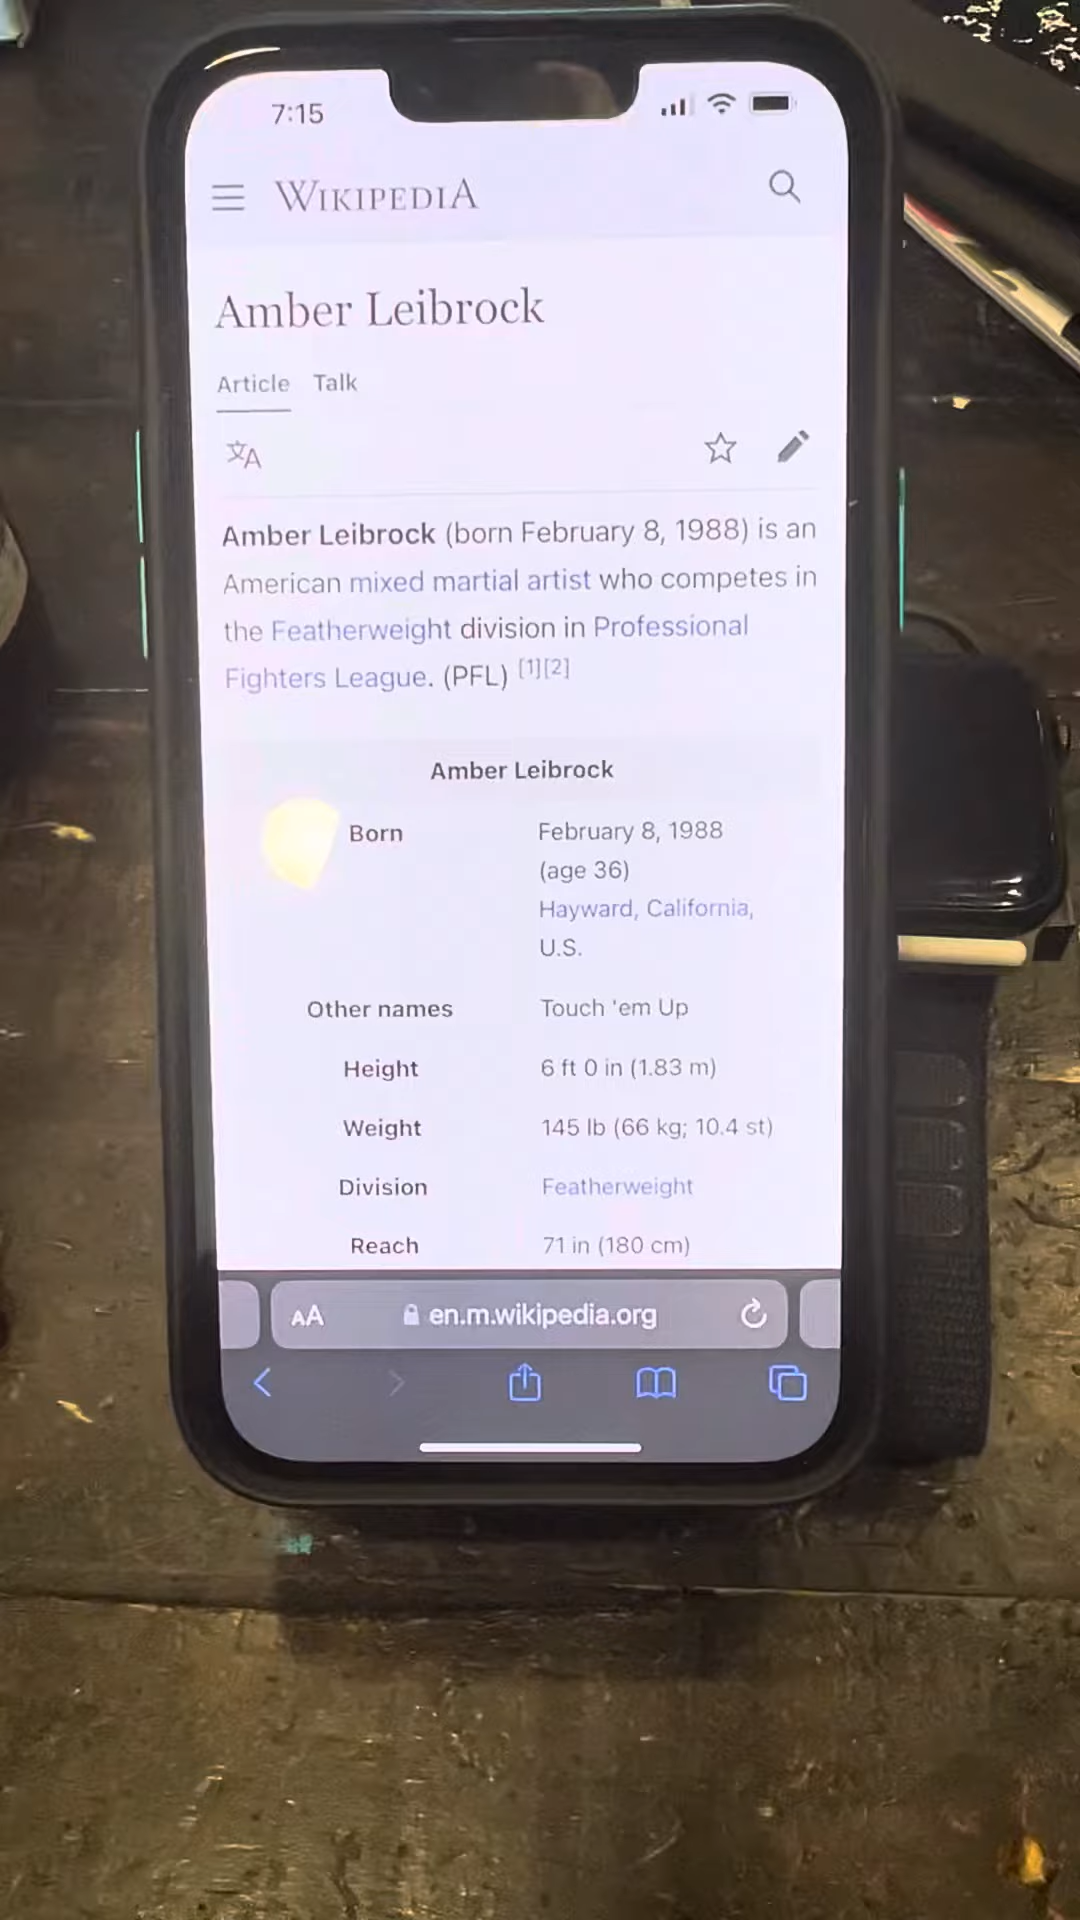 7:15
WIKIPEDIA
Amber Leibrock
Article Talk
文A
Amber Leibrock (born February 8, 1988) is an
American mixed martial artist who competes in
the Featherweight division in Professional
Fighters League. (PFL) [1][2]
Amber Leibrock
Born February 8, 1988
(age 36)
Hayward, California,
U.S.
Other names Touch 'em Up
Height 6 ft 0 in (1.83 m)
Weight 145 lb (66 kg; 10.4 st)
Division Featherweight
Reach 71 in (180 cm)
AA en.m.wikipedia.org